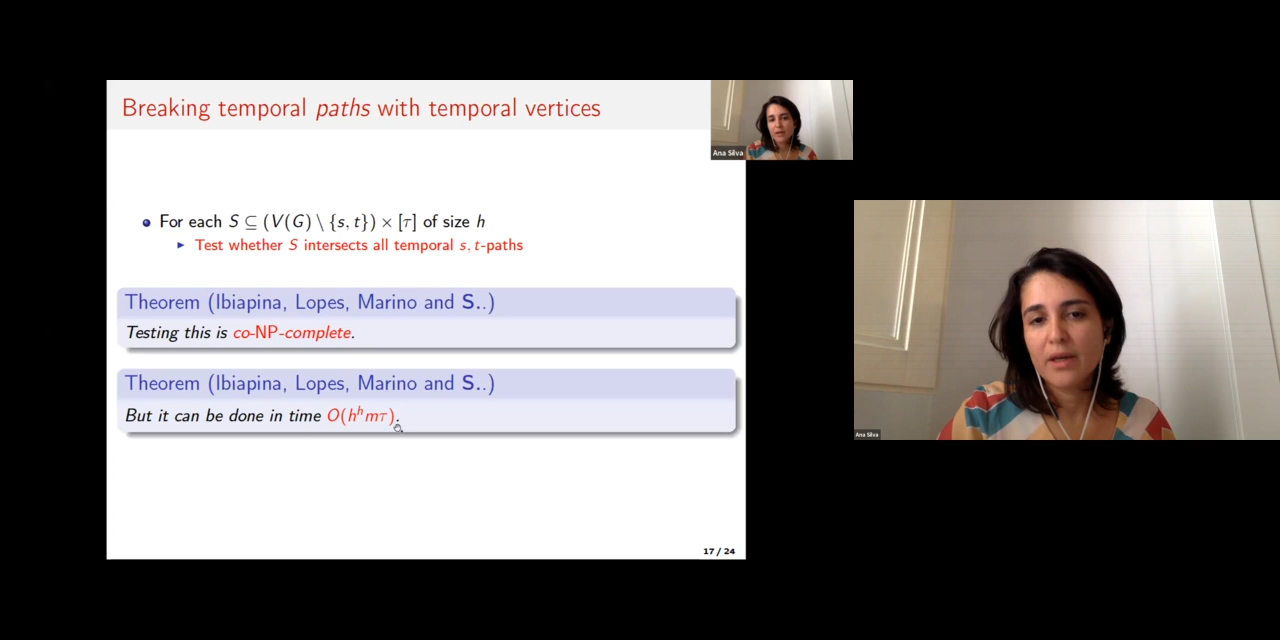 Breaking temporal paths with temporal vertices
Ana Silva
For each S ⊆ (V(G) \ {s, t}) × [τ] of size h
Test whether S intersects all temporal s, t-paths
Theorem (Ibiapina, Lopes, Marino and S..)
Testing this is co-NP-complete.
Theorem (Ibiapina, Lopes, Marino and S..)
But it can be done in time O(h^h mτ).
17 / 24
Ana Silva